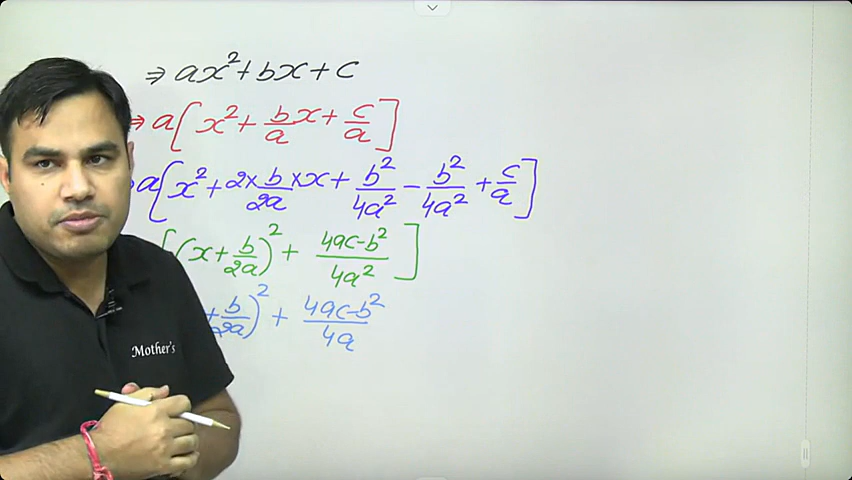 ⇒ ax² + bx + c
⇒ a[x² + b/a x + c/a]
a[x² + 2 × b/2a × x + b²/4a² − b²/4a² + c/a]
[(x + b/2a)² + 4ac-b²/4a²]
+ b/2a)² + 4ac-b²/4a
Mother's